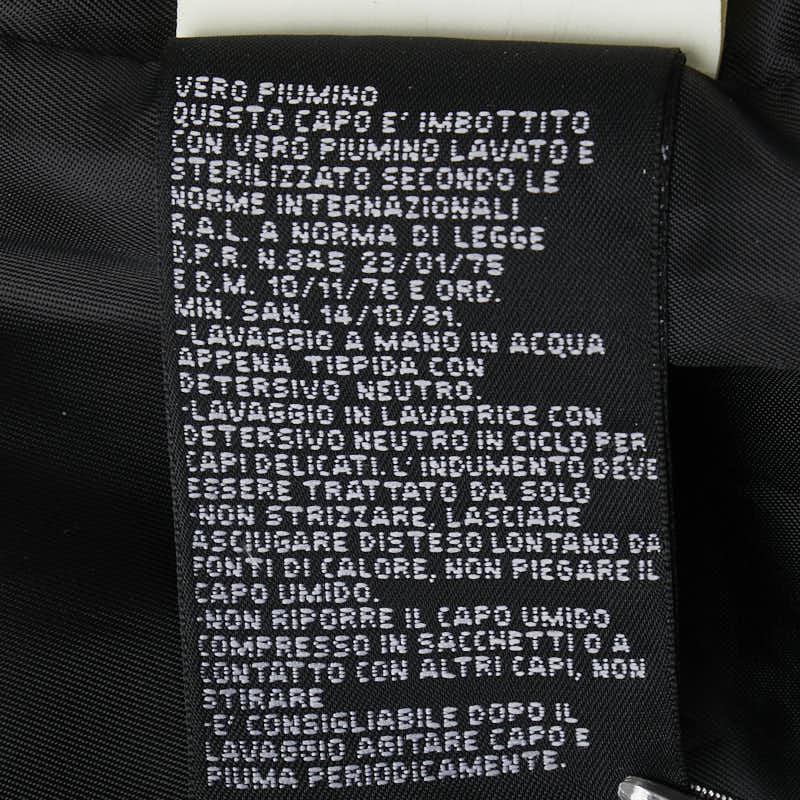 VERO PIUMINO
QUESTO CAPO E' IMBOTTITO
CON VERO PIUMINO LAVATO E
STERILIZZATO SECONDO LE
NORME INTERNAZIONALI
R.A.L. A NORMA DI LEGGE
D.P.R. N.845 23/01/75
E D.M. 10/11/76 E ORD.
MIN. SAN. 14/10/81.
-LAVAGGIO A MANO IN ACQUA
APPENA TIEPIDA CON
DETERSIVO NEUTRO.
-LAVAGGIO IN LAVATRICE CON
DETERSIVO NEUTRO IN CICLO PER
CAPI DELICATI. L'INDUMENTO DEVE
ESSERE TRATTATO DA SOLO
-NON STRIZZARE, LASCIARE
ASCIUGARE DISTESO LONTANO DA
FONTI DI CALORE, NON PIEGARE IL
CAPO UMIDO.
-NON RIPORRE IL CAPO UMIDO
COMPRESSO IN SACCHETTI O A
CONTATTO CON ALTRI CAPI, NON
STIRARE
-E' CONSIGLIABILE DOPO IL
LAVAGGIO AGITARE CAPO E
PIUMA PERIODICAMENTE.